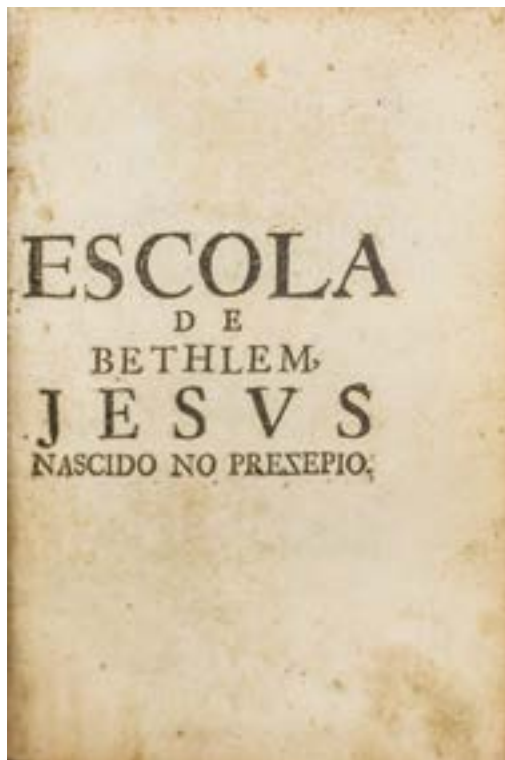 ESCOLA
DE
BETHLEM,
JESVS
NASCIDO NO PREZEPIO.